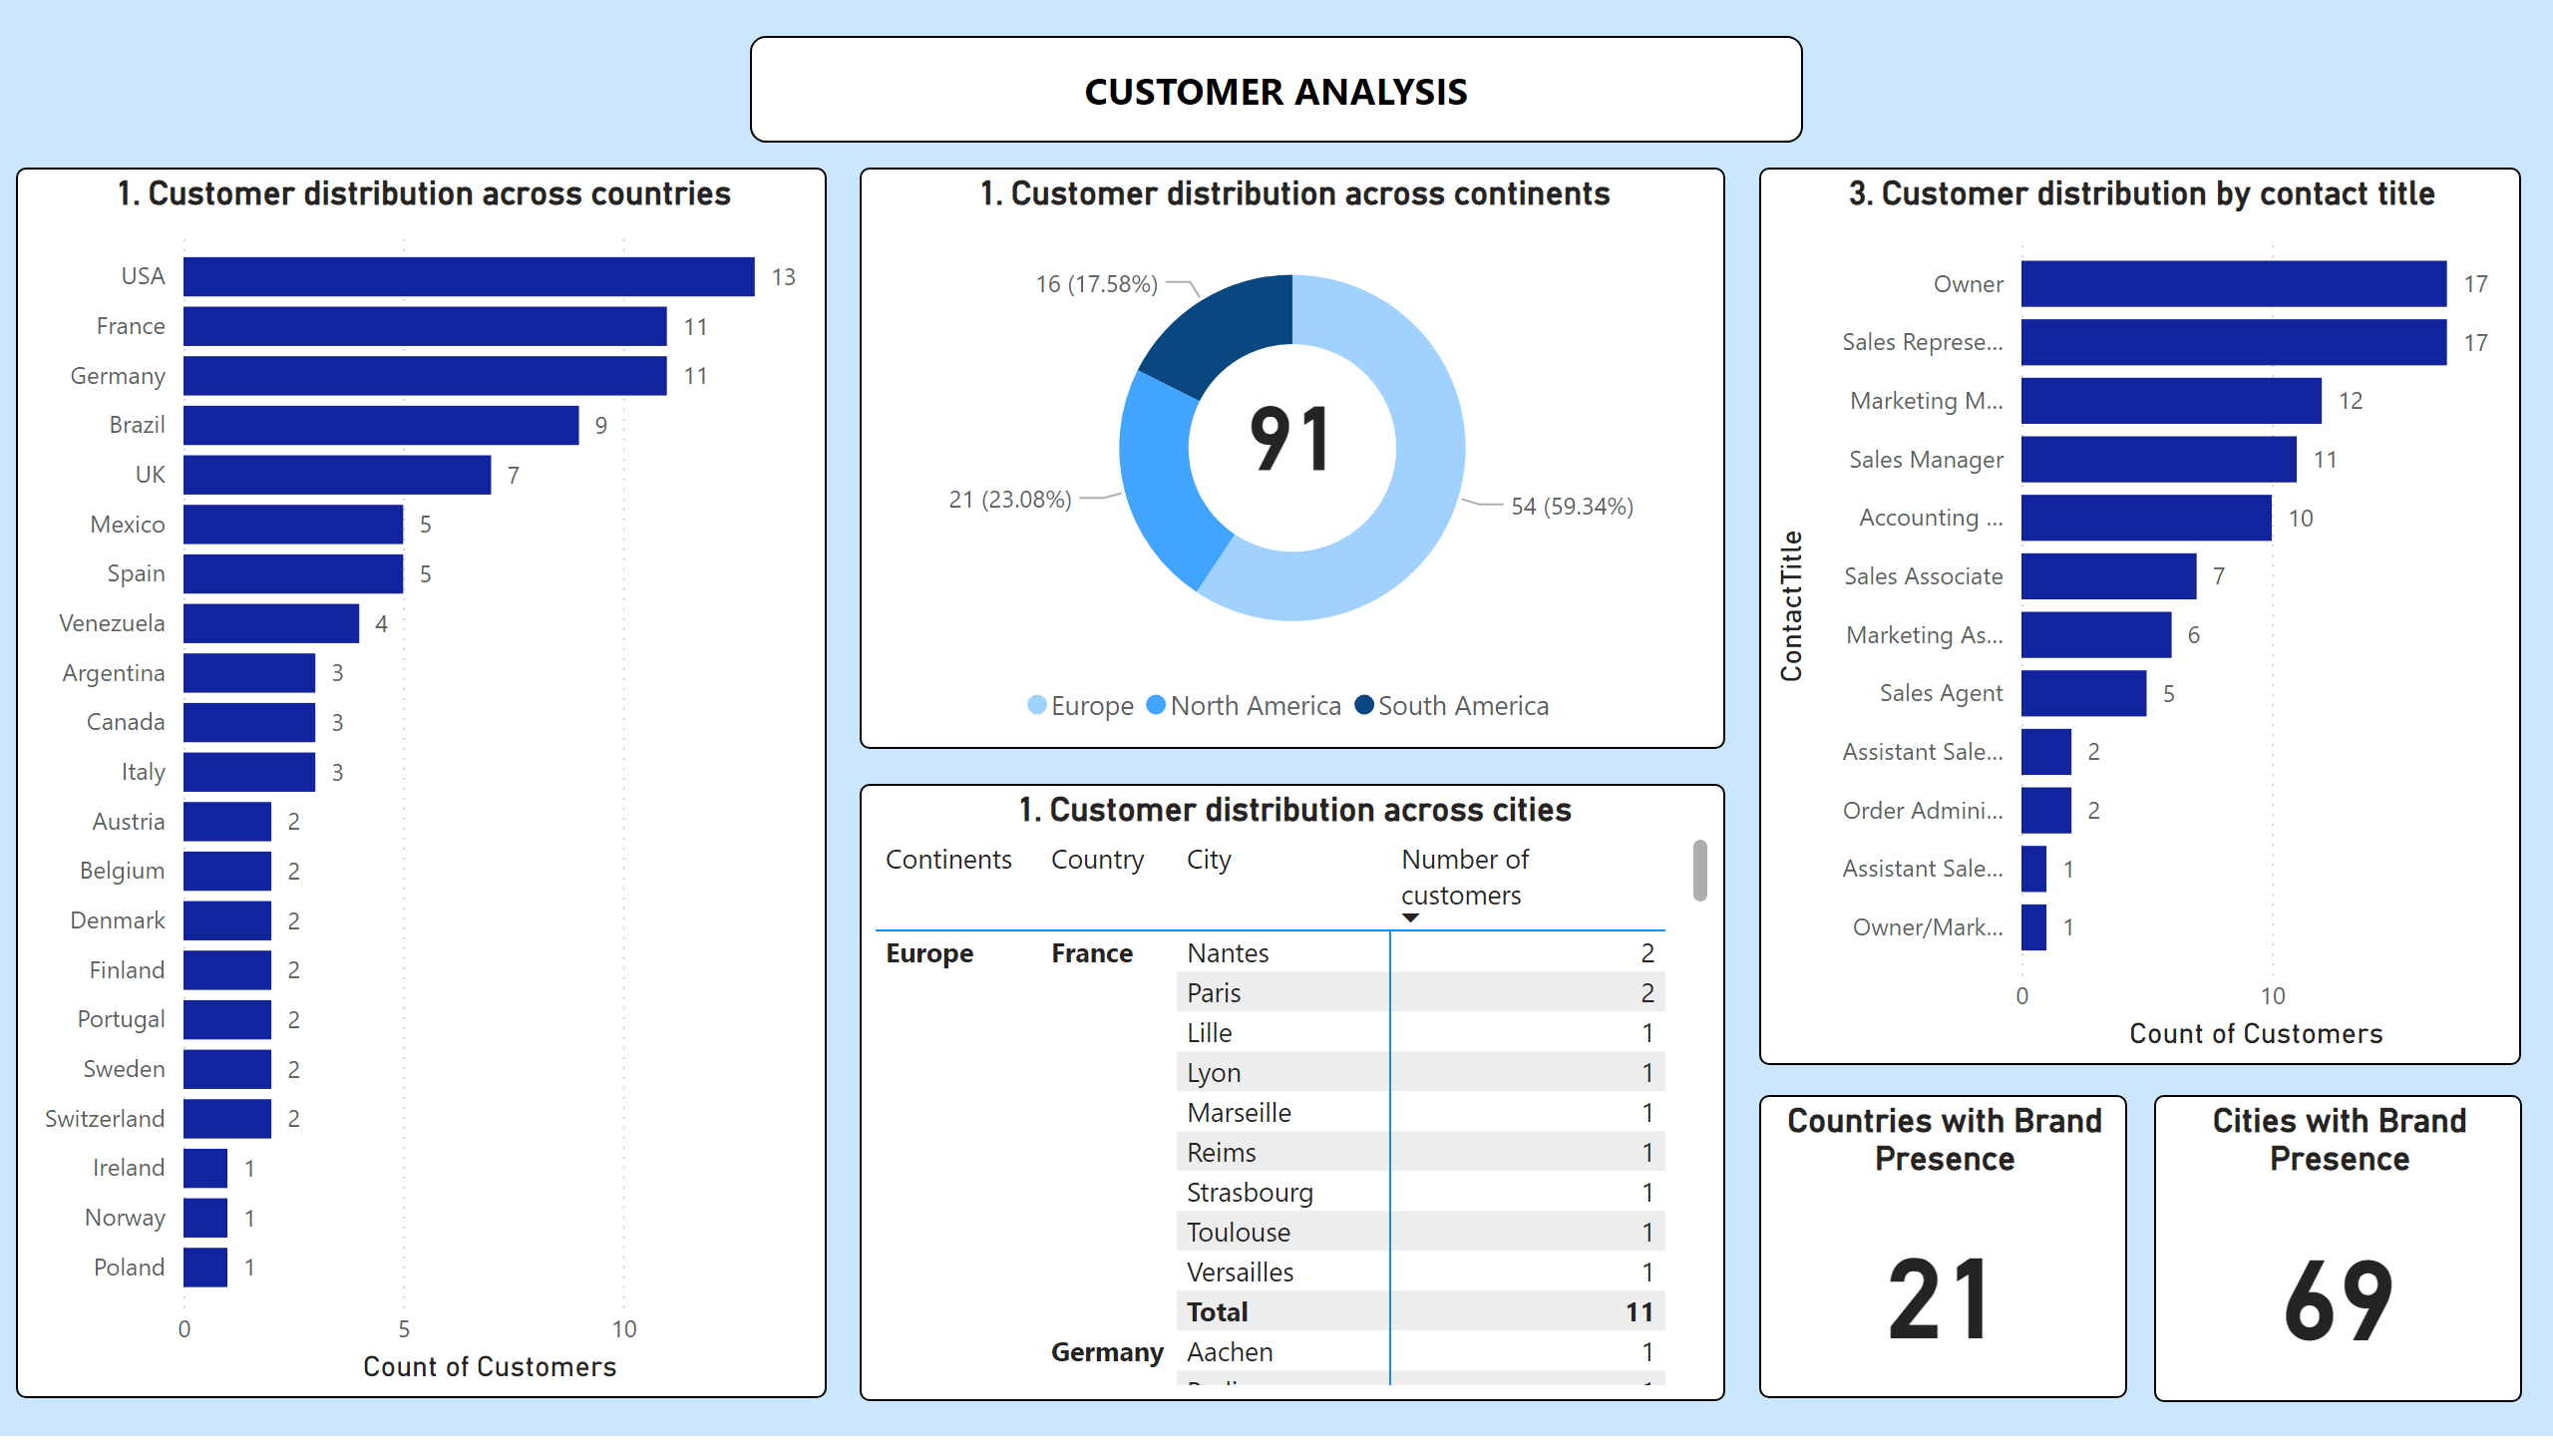 CUSTOMER ANALYSIS
1. Customer distribution across countries
USA 13
France 11
Germany 11
Brazil 9
UK 7
Mexico 5
Spain 5
Venezuela 4
Argentina 3
Canada 3
Italy 3
Austria 2
Belgium 2
Denmark 2
Finland 2
Portugal 2
Sweden 2
Switzerland 2
Ireland 1
Norway 1
Poland 1
0 5 10
Count of Customers
1. Customer distribution across continents
16 (17.58%)
91
21 (23.08%)
54 (59.34%)
Europe North America South America
1. Customer distribution across cities
Continents Country City Number of
customers
Europe France Nantes 2
Paris 2
Lille 1
Lyon 1
Marseille 1
Reims 1
Strasbourg 1
Toulouse 1
Versailles 1
Total 11
Germany Aachen 1
3. Customer distribution by contact title
ContactTitle
Owner 17
Sales Represe... 17
Marketing M... 12
Sales Manager 11
Accounting ... 10
Sales Associate 7
Marketing As... 6
Sales Agent 5
Assistant Sale... 2
Order Admini... 2
Assistant Sale... 1
Owner/Mark... 1
0 10
Count of Customers
Countries with Brand
Presence
21
Cities with Brand
Presence
69